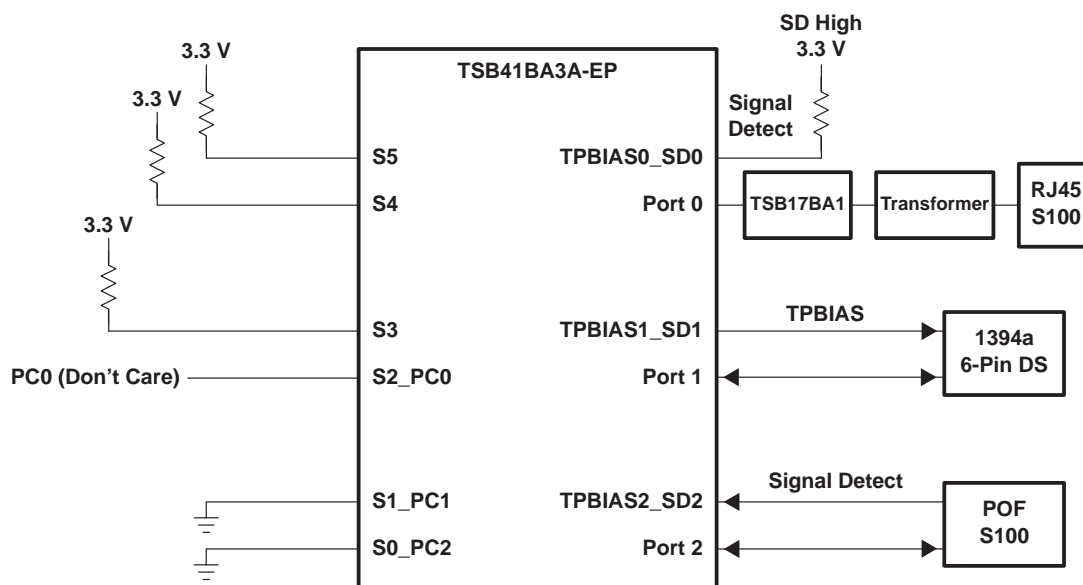 SD High
3.3 V
3.3 V
TSB41BA3A-EP
3.3 V
Signal
Detect
S5
TPBIAS0_SD0
S4
Port 0
TSB17BA1
Transformer
RJ45
S100
3.3 V
S3
TPBIAS1_SD1
TPBIAS
1394a
6-Pin DS
PC0 (Don't Care)
S2_PC0
Port 1
S1_PC1
TPBIAS2_SD2
Signal Detect
POF
S100
S0_PC2
Port 2